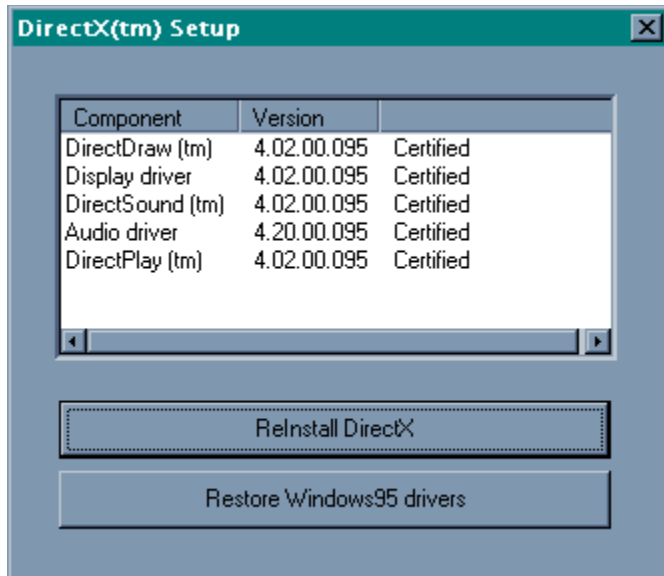 DirectX(tm) Setup
Component Version
DirectDraw (tm) 4.02.00.095 Certified
Display driver 4.02.00.095 Certified
DirectSound (tm) 4.02.00.095 Certified
Audio driver 4.20.00.095 Certified
DirectPlay (tm) 4.02.00.095 Certified
ReInstall DirectX
Restore Windows95 drivers